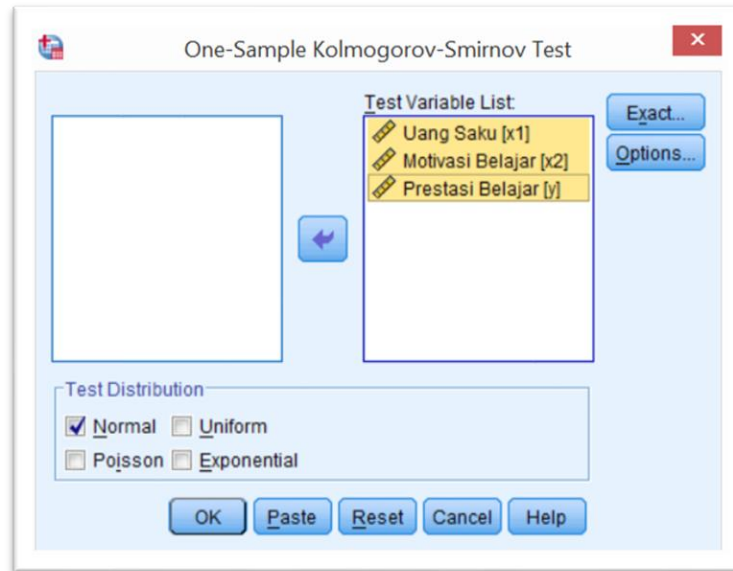 One-Sample Kolmogorov-Smirnov Test
Test Variable List:
Uang Saku [x1]
Motivasi Belajar [x2]
Prestasi Belajar [y]
Exact...
Options...
Test Distribution
Normal Uniform
Poisson Exponential
OK Paste Reset Cancel Help